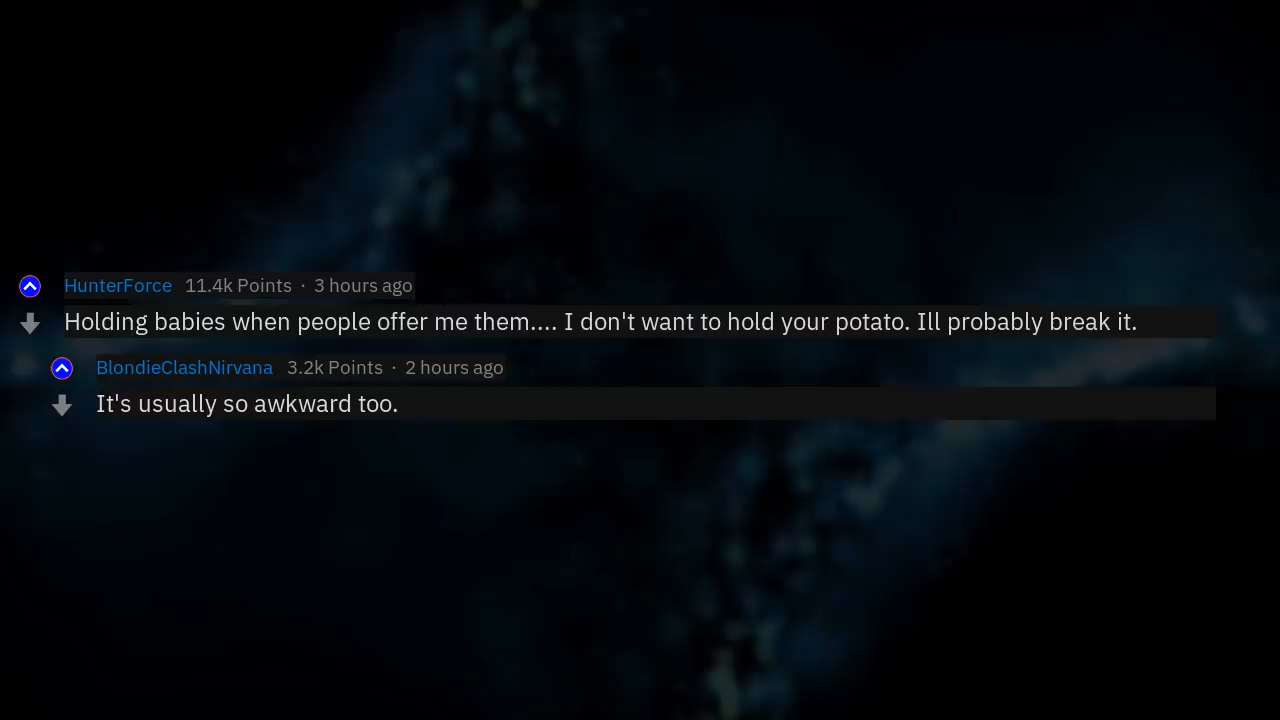 HunterForce 11.4k Points · 3 hours ago
Holding babies when people offer me them.... I don't want to hold your potato. Ill probably break it.
BlondieClashNirvana 3.2k Points · 2 hours ago
It's usually so awkward too.